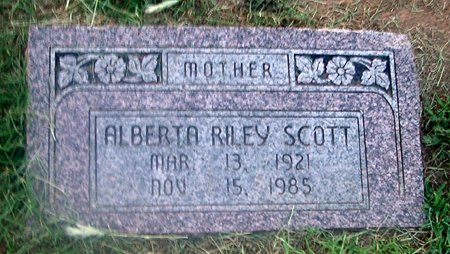 MOTHER
ALBERTA RILEY SCOTT
MAR 13, 1921
NOV 15, 1985